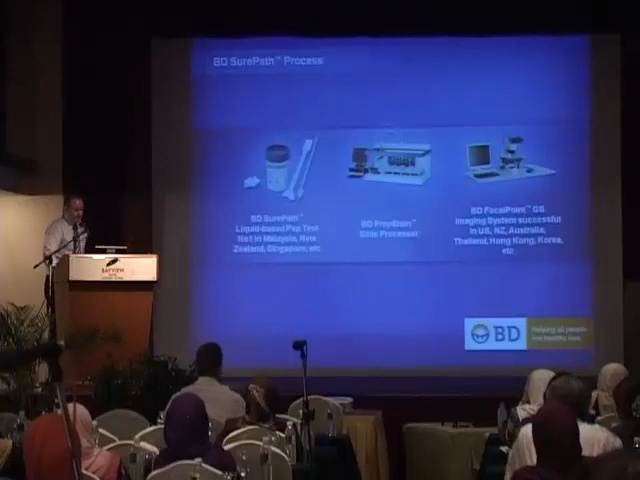 BD SurePath™ Process
BD SurePath™
Liquid-based Pap Test
No1 in Malaysia, New
Zealand, Singapore, etc
BD PrepStain™
Slide Processor
BD FocalPoint™ GS
Imaging System successful
in US, NZ, Australia,
Thailand, Hong Kong, Korea,
etc
BD
Helping all people
live healthy lives
BAYVIEW